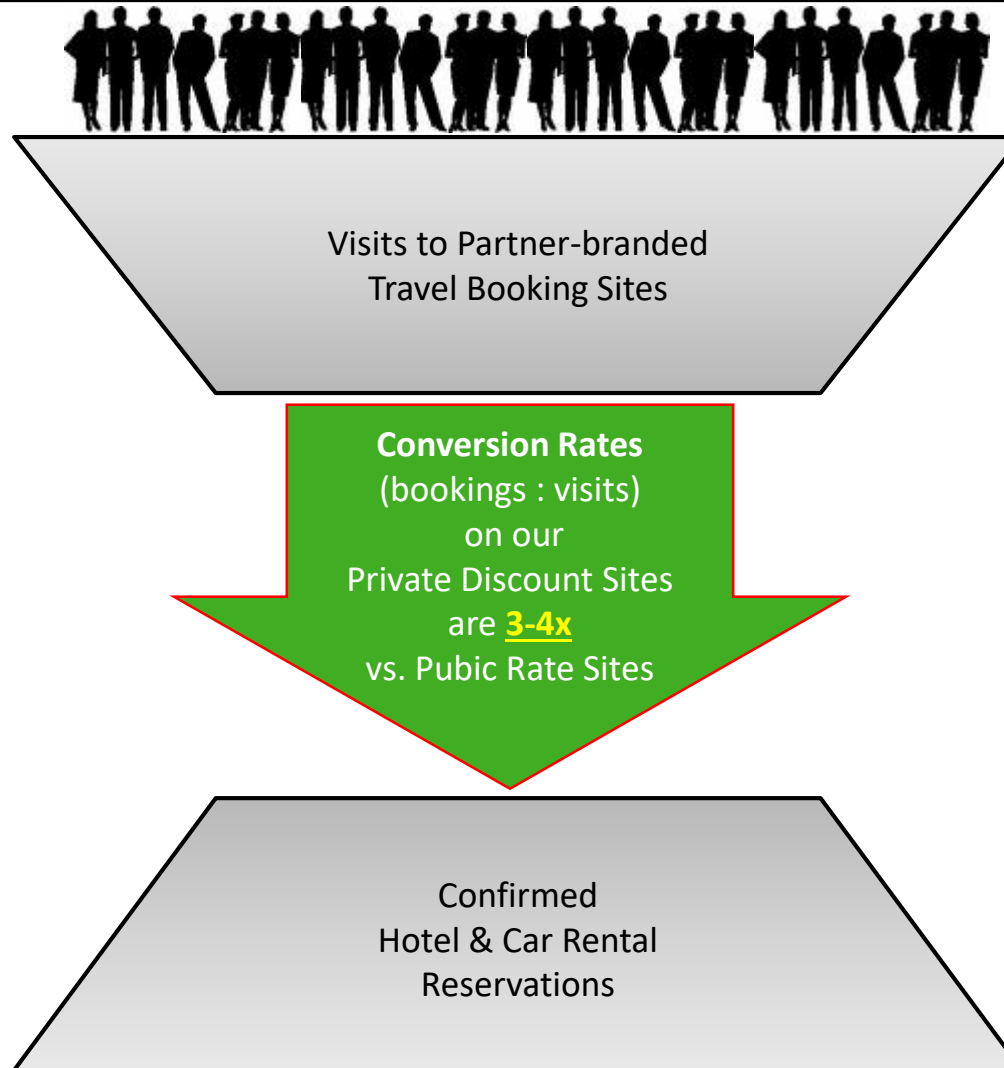 Visits to Partner-branded
Travel Booking Sites
Conversion Rates
(bookings : visits)
on our
Private Discount Sites
are 3-4x
vs. Pubic Rate Sites
Confirmed
Hotel & Car Rental
Reservations